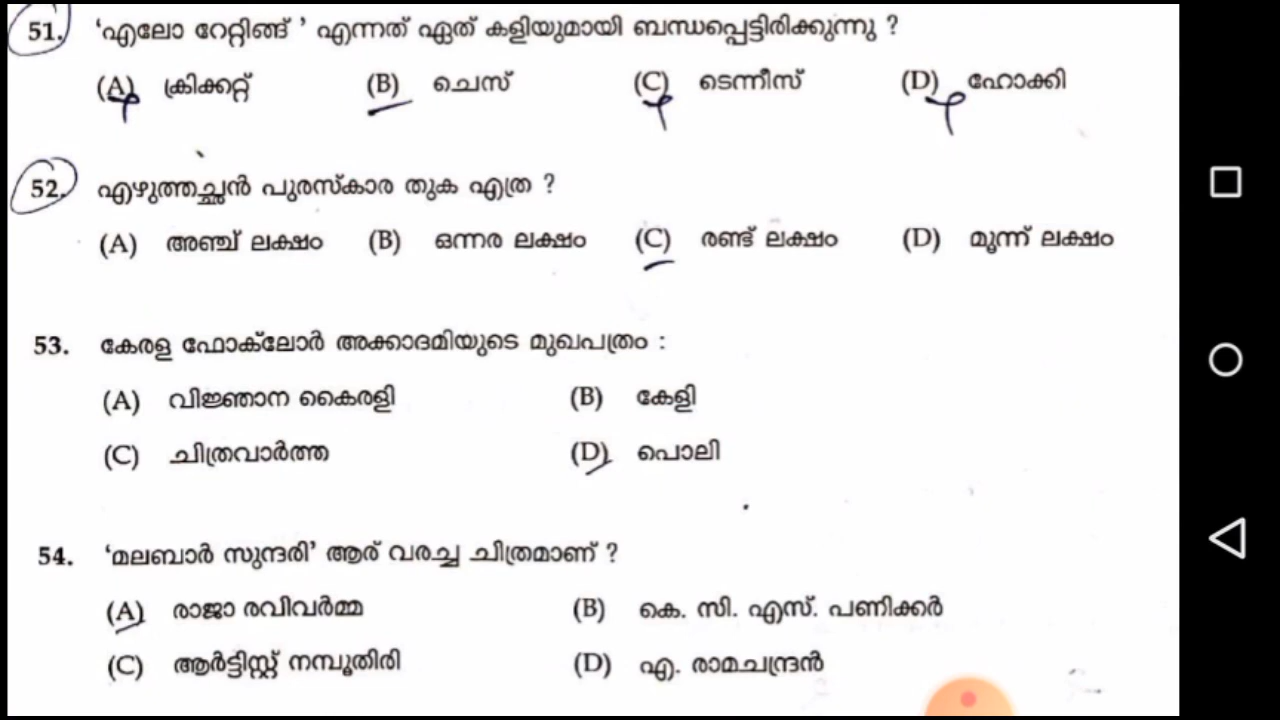 51. 'എലോ റേറ്റിങ്ങ് ' എന്നത് ഏത് കളിയുമായി ബന്ധപ്പെട്ടിരിക്കുന്നു ?
(A) ക്രിക്കറ്റ് (B) ചെസ് (C) ടെന്നീസ് (D) ഹോക്കി
52. എഴുത്തച്ഛൻ പുരസ്കാര തുക എത്ര ?
(A) അഞ്ച് ലക്ഷം (B) ഒന്നര ലക്ഷം (C) രണ്ട് ലക്ഷം (D) മൂന്ന് ലക്ഷം
53. കേരള ഫോക്‌ലോർ അക്കാദമിയുടെ മുഖപത്രം :
(A) വിജ്ഞാന കൈരളി (B) കേളി
(C) ചിത്രവാർത്ത (D) പൊലി
54. 'മലബാർ സുന്ദരി' ആര് വരച്ച ചിത്രമാണ് ?
(A) രാജാ രവിവർമ്മ (B) കെ. സി. എസ്. പണിക്കർ
(C) ആർട്ടിസ്റ്റ് നമ്പൂതിരി (D) എ. രാമചന്ദ്രൻ